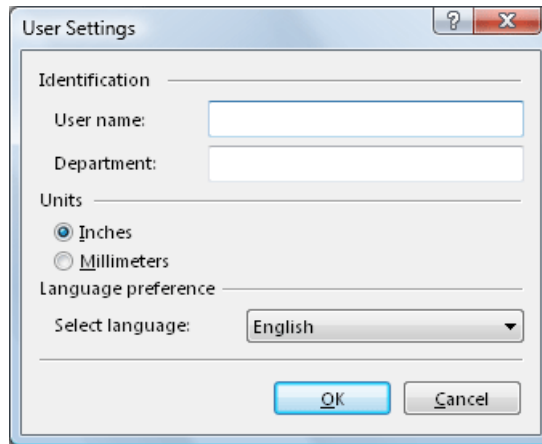 User Settings
Identification
User name:
Department:
Units
Inches
Millimeters
Language preference
Select language: English
OK Cancel